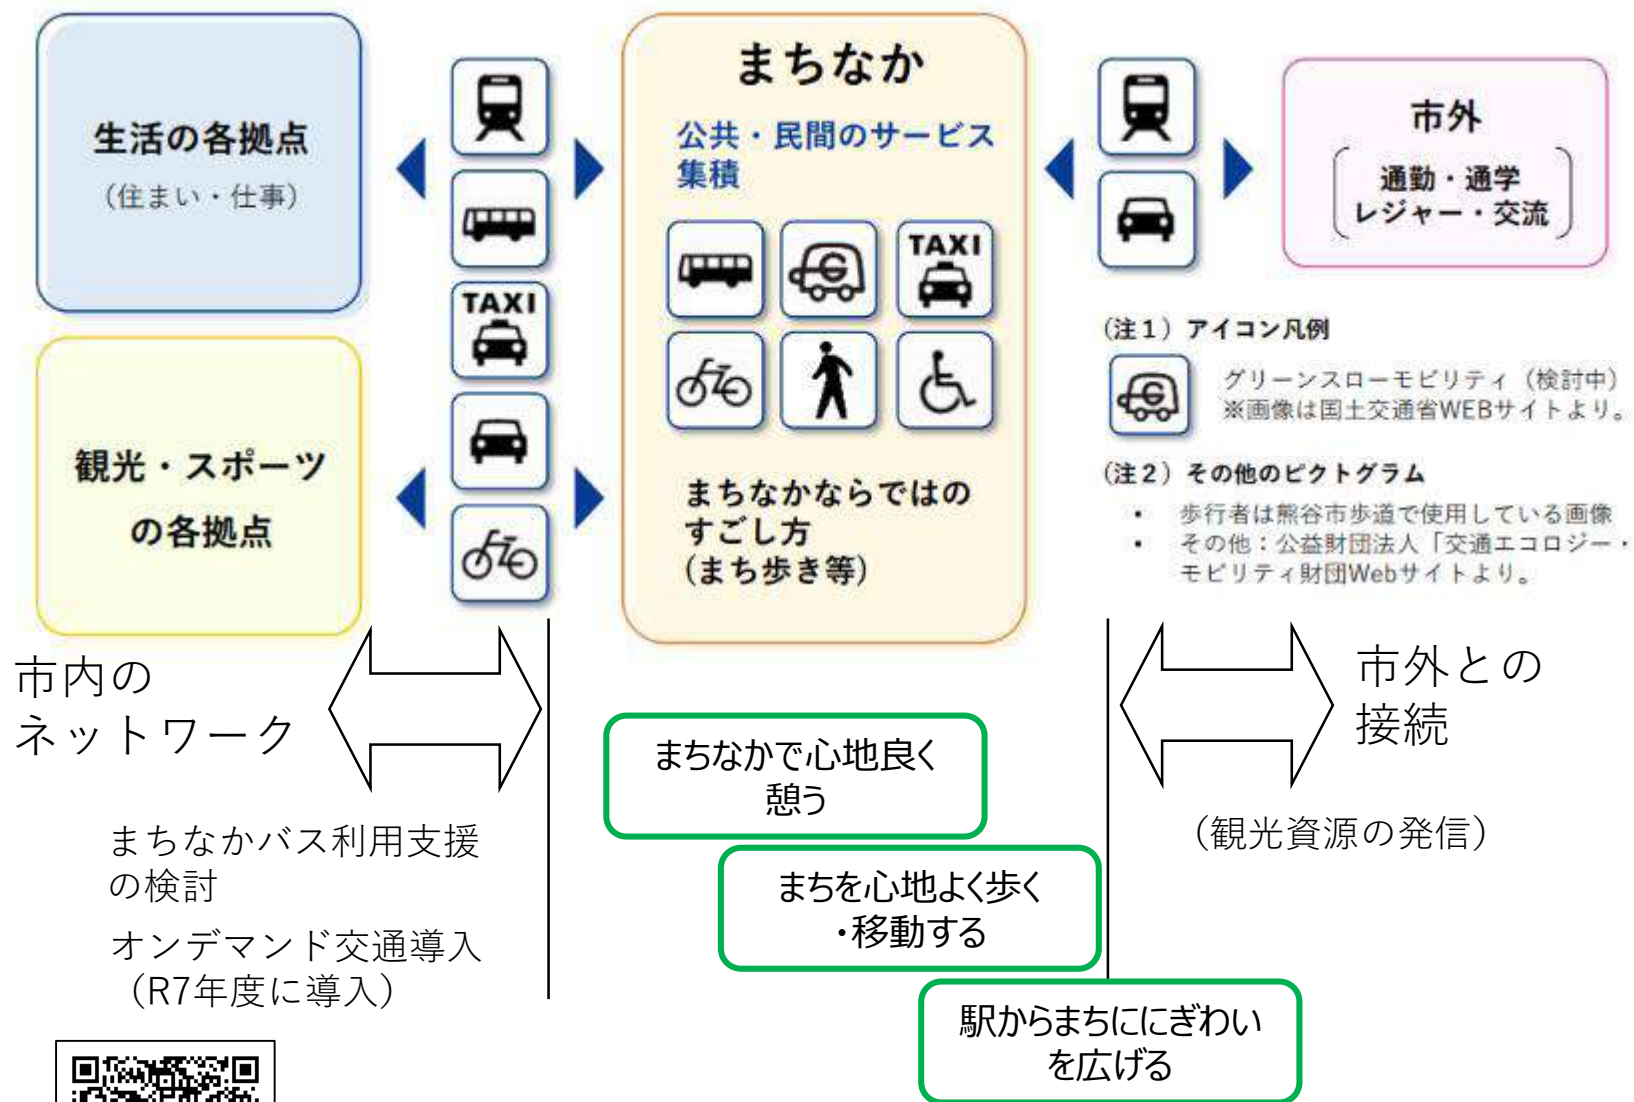 生活の各拠点
（住まい・仕事）
観光・スポーツ
の各拠点
TAXI
まちなか
公共・民間のサービス
集積
TAXI
まちなかならではの
すごし方
(まち歩き等)
市外
通勤・通学
レジャー・交流
（注１）アイコン凡例
グリーンスローモビリティ（検討中）
※画像は国土交通省WEBサイトより。
（注２）その他のピクトグラム
• 歩行者は熊谷市歩道で使用している画像
• その他：公益財団法人「交通エコロジー・
モビリティ財団Webサイトより。
市内の
ネットワーク
まちなかバス利用支援
の検討
オンデマンド交通導入
（R7年度に導入）
まちなかで心地良く
憩う
まちを心地よく歩く
・移動する
駅からまちににぎわい
を広げる
市外との
接続
（観光資源の発信）